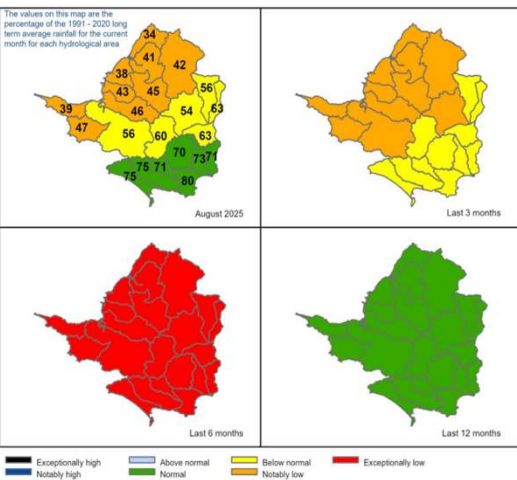 The values on this map are the
percentage of the 1991 - 2020 long
term average rainfall for the current
month for each hydrological area
34
41
42
38
43
45
56
39
46
54
63
47
56
60
63
70
73
71
75
71
75
80
August 2025
Last 3 months
Last 6 months
Last 12 months
Exceptionally high
Above normal
Below normal
Exceptionally low
Notably high
Normal
Notably low